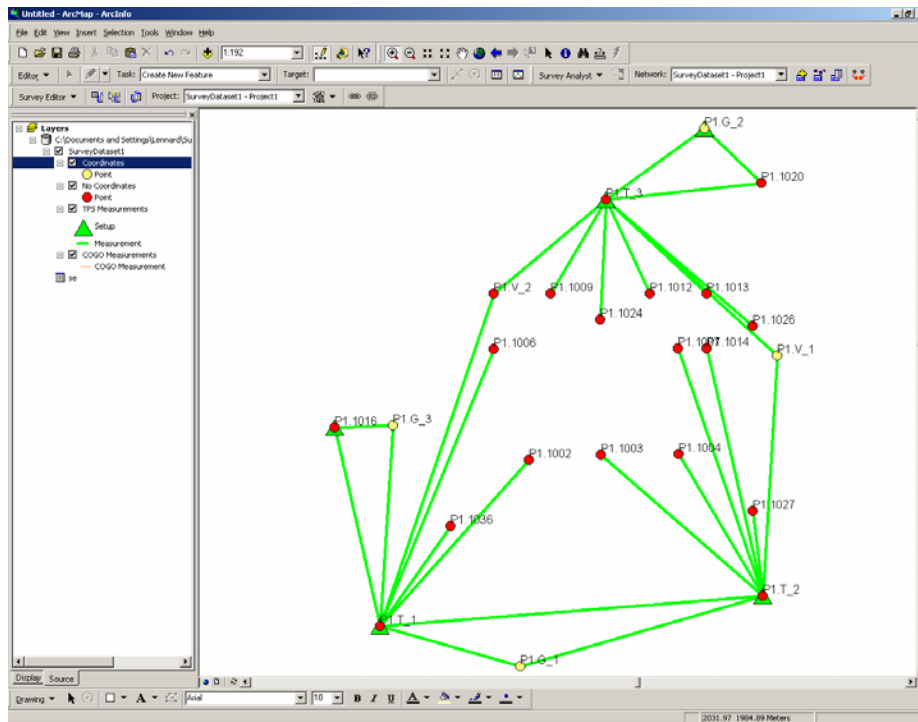 Untitled - ArcMap - ArcInfo
File Edit View Insert Selection Tools Window Help
1:192
Editor Task: Create New Feature Target: Survey Analyst Network: SurveyDataset1 - Project1
Survey Editor Project: SurveyDataset1 - Project1
Layers
C:\Documents and Settings\Lennard\Su
SurveyDataset1
Coordinates
Point
No Coordinates
Point
TPS Measurements
Setup
Measurement
COGO Measurements
COGO Measurement
se
P1.G_2
P1.1020
P1.T_3
P1.V_2
P1.1009
P1.1012
P1.1013
P1.1024
P1.1026
P1.1006
P1.1014
P1.V_1
P1.1016
P1.G_3
P1.1002
P1.1003
P1.1004
P1.1036
P1.1027
P1.T_2
P1.T_1
P1.G_1
Display Source
Drawing A Arial 10 B I U A
2031.97 1984.89 Meters